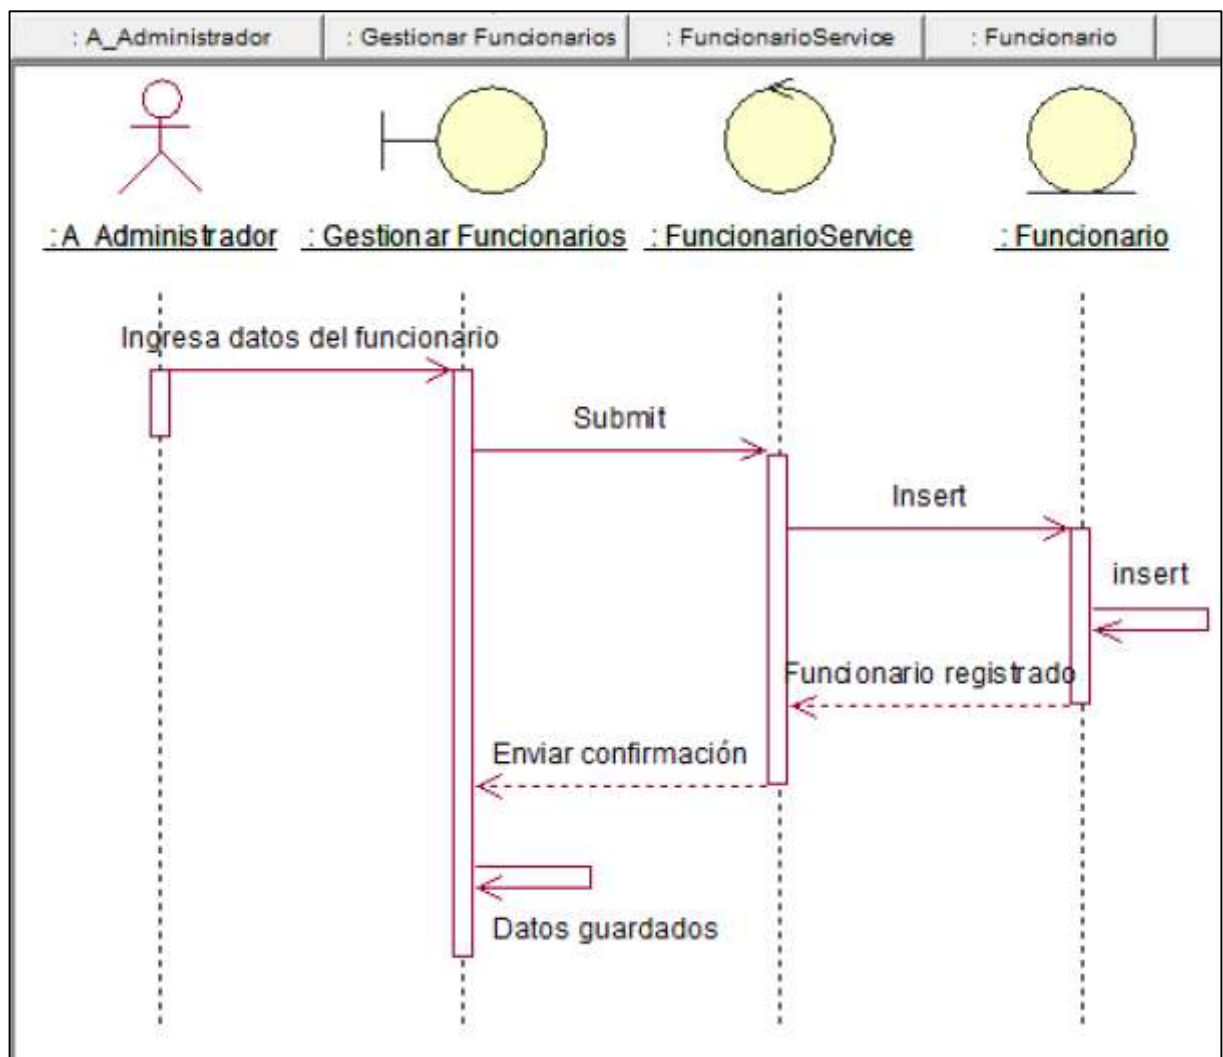 : A_Administrador
: Gestionar Funcionarios
: FuncionarioService
: Funcionario
: A_Administrador
: Gestionar Funcionarios
: FuncionarioService
: Funcionario
Ingresa datos del funcionario
Submit
Insert
insert
Funcionario registrado
Enviar confirmación
Datos guardados